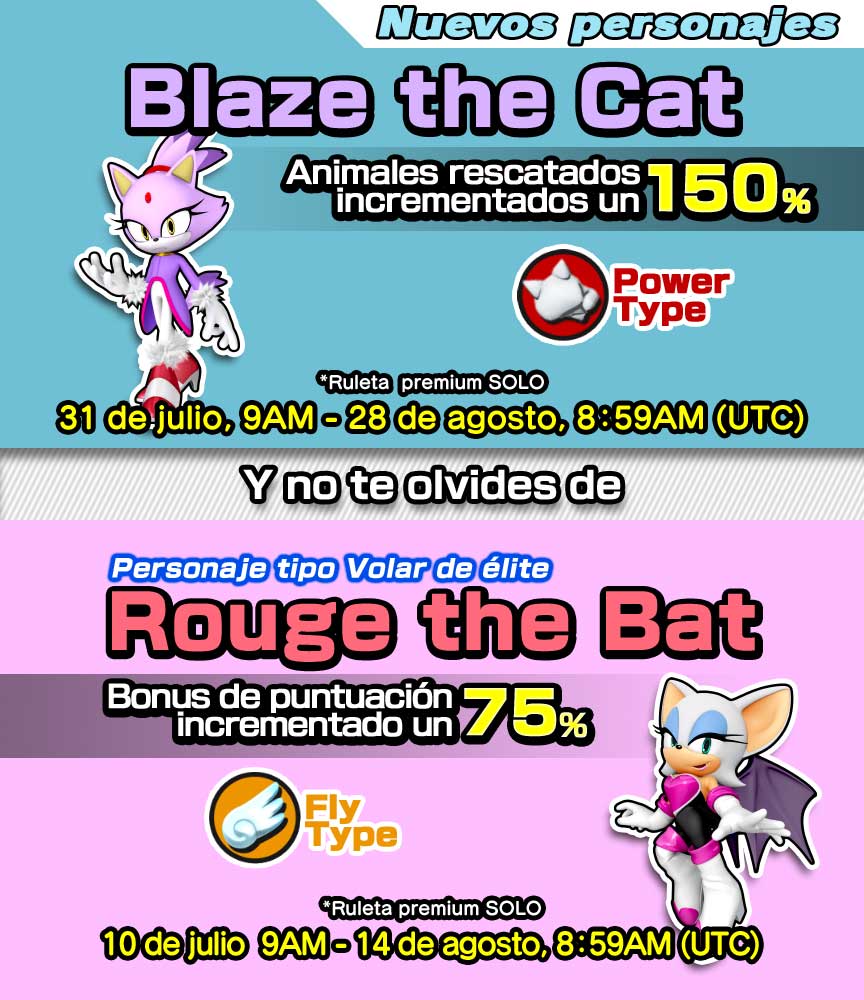 Nuevos personajes
Blaze the Cat
Animales rescatados
incrementados un 150%
Power
Type
*Ruleta premium SOLO
31 de julio, 9AM - 28 de agosto, 8:59AM (UTC)
Y no te olvides de
Personaje tipo Volar de élite
Rouge the Bat
Bonus de puntuación
incrementado un 75%
Fly
Type
*Ruleta premium SOLO
10 de julio 9AM - 14 de agosto, 8:59AM (UTC)